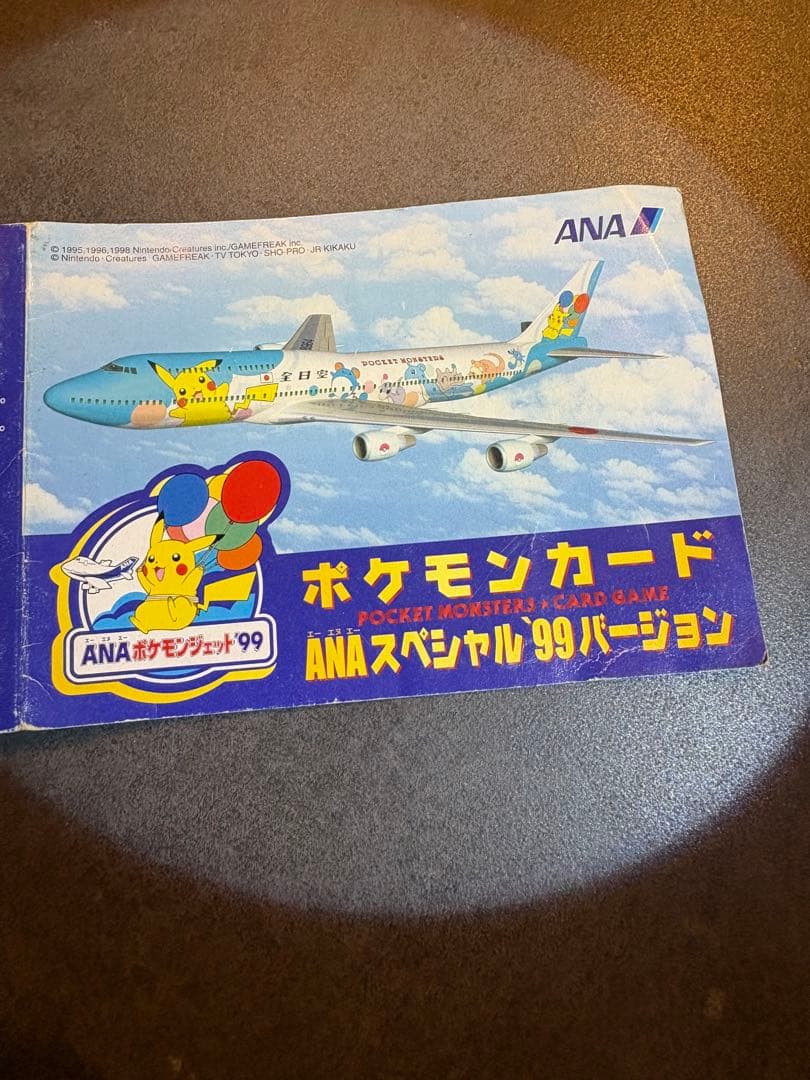 © 1995,1996,1998 Nintendo·Creatures inc./GAMEFREAK inc.
© Nintendo · Creatures · GAMEFREAK · TV TOKYO · SHO-PRO · JR KIKAKU
ANA
POCKET MONSTERS
全日空
ANA
エー エヌ エー
ANAポケモンジェット'99
ポケモンカード
POCKET MONSTERS CARD GAME
エー エヌ エー
ANAスペシャル'99バージョン